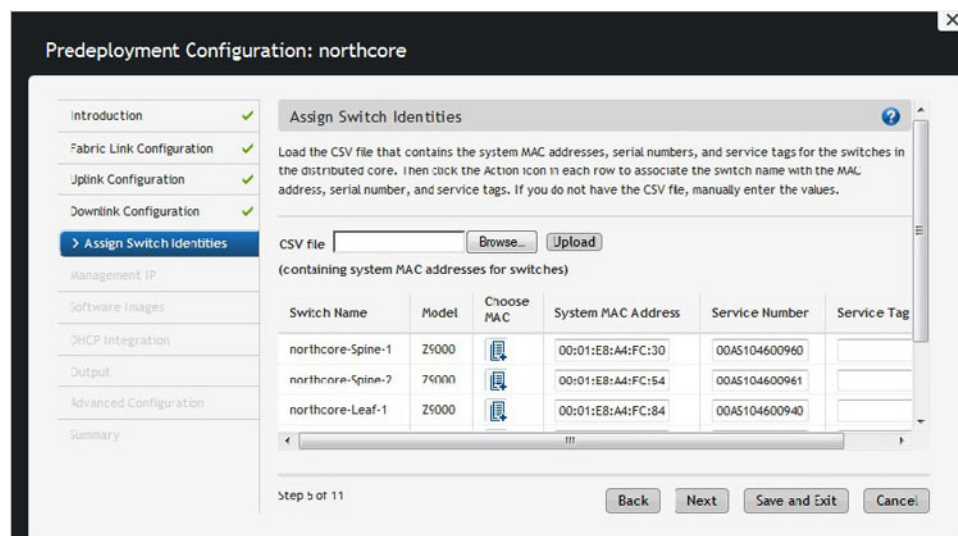 Predeployment Configuration: northcore
Introduction
Fabric Link Configuration
Uplink Configuration
Downlink Configuration
> Assign Switch Identities
Management IP
Software Images
DHCP Integration
Output
Advanced Configuration
Summary
Assign Switch Identities
?
Load the CSV file that contains the system MAC addresses, serial numbers, and service tags for the switches in
the distributed core. Then click the Action icon in each row to associate the switch name with the MAC
address, serial number, and service tags. If you do not have the CSV file, manually enter the values.
CSV file Browse... Upload
(containing system MAC addresses for switches)
Switch Name Model Choose MAC System MAC Address Service Number Service Tag
northcore-Spine-1 Z9000 00:01:E8:A4:FC:30 00AS104600960
northcore-Spine-2 Z9000 00:01:E8:A4:FC:54 00AS104600961
northcore-Leaf-1 Z9000 00:01:E8:A4:FC:84 00AS104600940
Step 5 of 11
Back Next Save and Exit Cancel